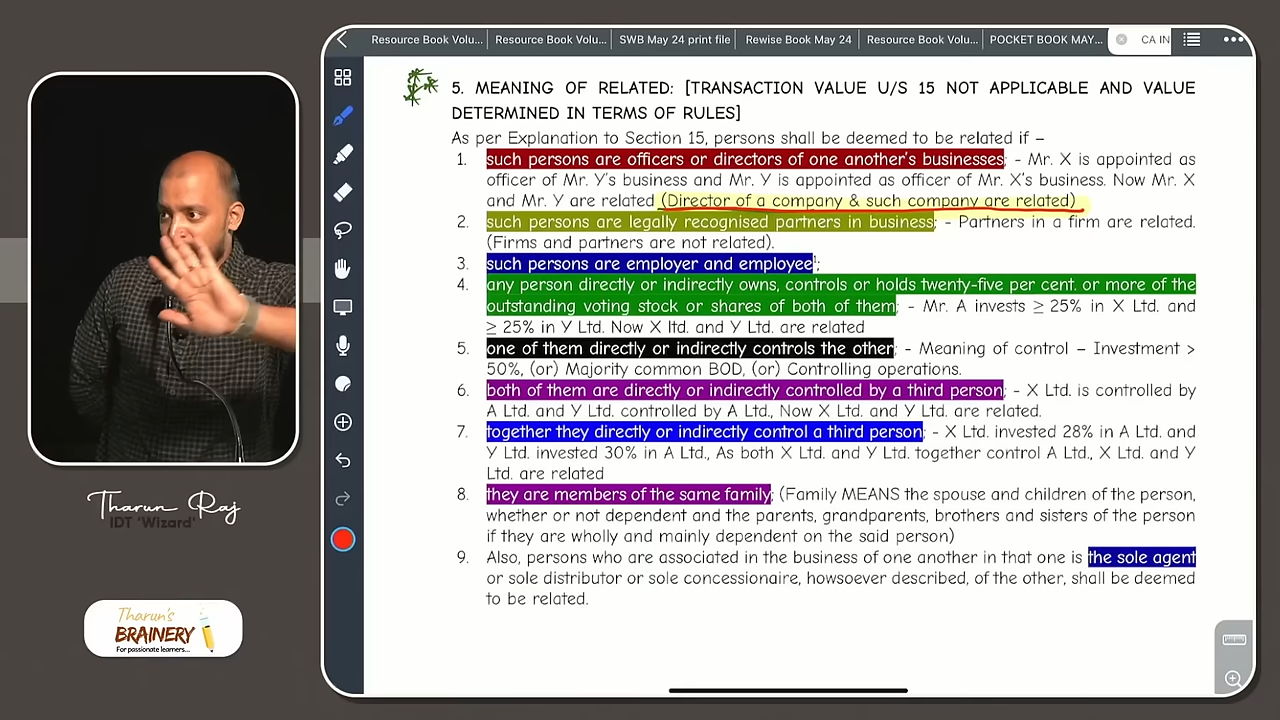 Resource Book Volu... Resource Book Volu... SWB May 24 print file Rewise Book May 24 Resource Book Volu... POCKET BOOK MAY... CA IN
5. MEANING OF RELATED: [TRANSACTION VALUE U/S 15 NOT APPLICABLE AND VALUE
DETERMINED IN TERMS OF RULES]
As per Explanation to Section 15, persons shall be deemed to be related if –
1. such persons are officers or directors of one another's businesses; - Mr. X is appointed as
officer of Mr. Y's business and Mr. Y is appointed as officer of Mr. X's business. Now Mr. X
and Mr. Y are related (Director of a company & such company are related)
2. such persons are legally recognised partners in business; - Partners in a firm are related.
(Firms and partners are not related).
3. such persons are employer and employee¹;
4. any person directly or indirectly owns, controls or holds twenty-five per cent. or more of the
outstanding voting stock or shares of both of them; - Mr. A invests ≥ 25% in X Ltd. and
≥ 25% in Y Ltd. Now X ltd. and Y Ltd. are related
5. one of them directly or indirectly controls the other; - Meaning of control – Investment >
50%, (or) Majority common BOD, (or) Controlling operations.
6. both of them are directly or indirectly controlled by a third person; - X Ltd. is controlled by
A Ltd. and Y Ltd. controlled by A Ltd., Now X Ltd. and Y Ltd. are related.
7. together they directly or indirectly control a third person; - X Ltd. invested 28% in A Ltd. and
Y Ltd. invested 30% in A Ltd., As both X Ltd. and Y Ltd. together control A Ltd., X Ltd. and Y
Ltd. are related
8. they are members of the same family; (Family MEANS the spouse and children of the person,
whether or not dependent and the parents, grandparents, brothers and sisters of the person
if they are wholly and mainly dependent on the said person)
9. Also, persons who are associated in the business of one another in that one is the sole agent
or sole distributor or sole concessionaire, howsoever described, of the other, shall be deemed
to be related.
Tharun Raj
IDT 'Wizard'
Tharun's
BRAINERY
For passionate learners...